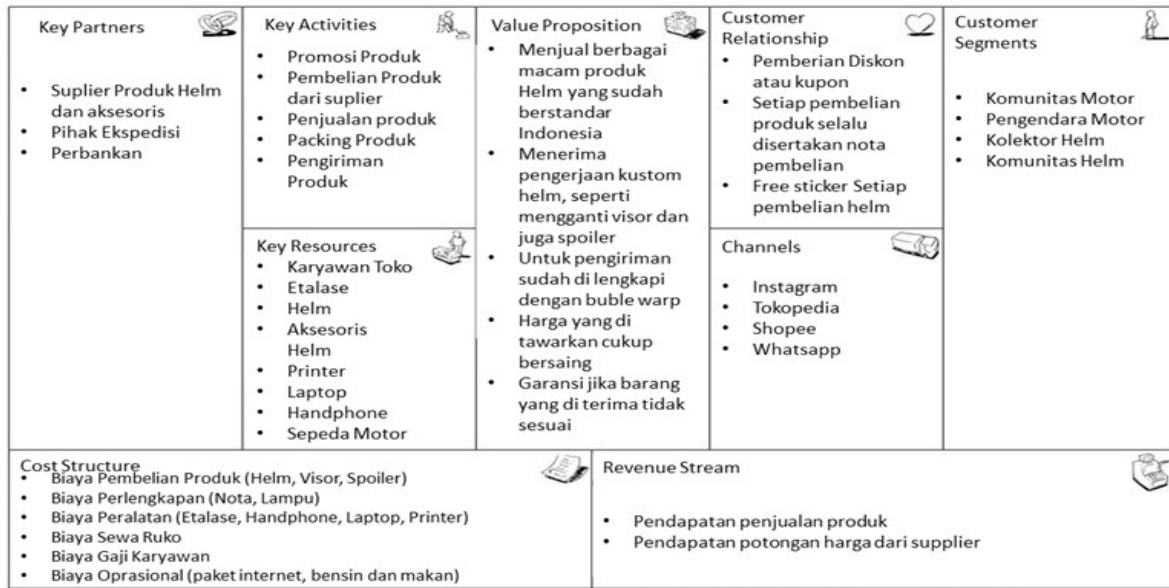 Key Partners
• Suplier Produk Helm
dan aksesoris
• Pihak Ekspedisi
• Perbankan
Key Activities
• Promosi Produk
• Pembelian Produk
dari suplier
• Penjualan produk
• Packing Produk
• Pengiriman
Produk
Key Resources
• Karyawan Toko
• Etalase
• Helm
• Aksesoris
Helm
• Printer
• Laptop
• Handphone
• Sepeda Motor
Value Proposition
• Menjual berbagai
macam produk
Helm yang sudah
berstandar
Indonesia
• Menerima
pengerjaan kustom
helm, seperti
mengganti visor dan
juga spoiler
• Untuk pengiriman
sudah di lengkapi
dengan buble warp
• Harga yang di
tawarkan cukup
bersaing
• Garansi jika barang
yang di terima tidak
sesuai
Customer
Relationship
• Pemberian Diskon
atau kupon
• Setiap pembelian
produk selalu
disertakan nota
pembelian
• Free sticker Setiap
pembelian helm
Channels
• Instagram
• Tokopedia
• Shopee
• Whatsapp
Customer
Segments
• Komunitas Motor
• Pengendara Motor
• Kolektor Helm
• Komunitas Helm
Cost Structure
• Biaya Pembelian Produk (Helm, Visor, Spoiler)
• Biaya Perlengkapan (Nota, Lampu)
• Biaya Peralatan (Etalase, Handphone, Laptop, Printer)
• Biaya Sewa Ruko
• Biaya Gaji Karyawan
• Biaya Oprasional (paket internet, bensin dan makan)
Revenue Stream
• Pendapatan penjualan produk
• Pendapatan potongan harga dari supplier